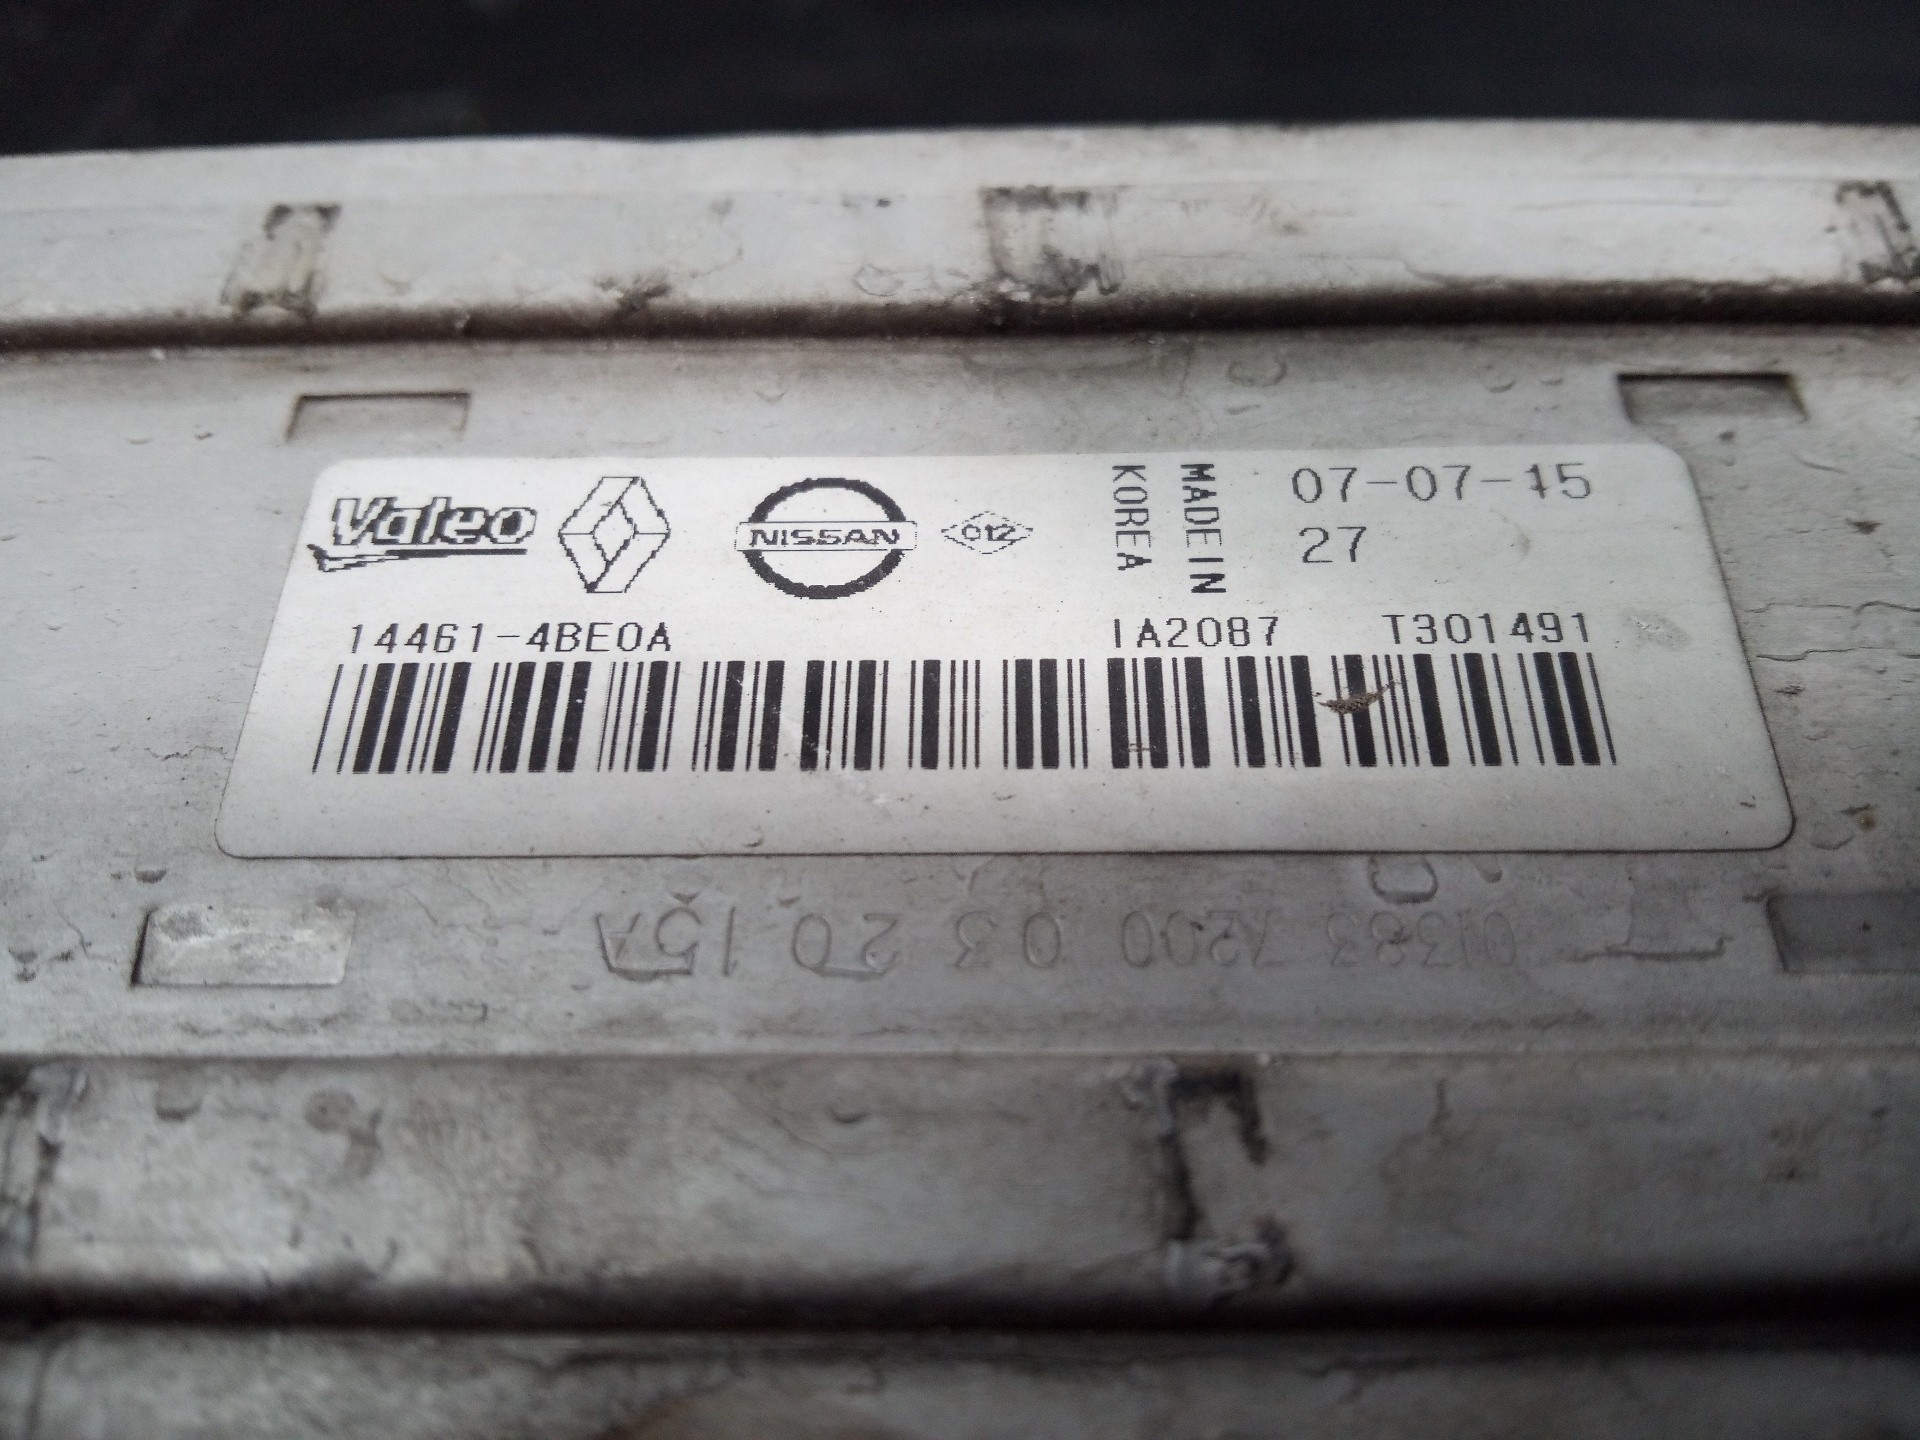 Valeo NISSAN 012 MADE IN KOREA 07-07-15
27
14461-4BE0A IA2087 T301491
01383 7200 03 20 15A